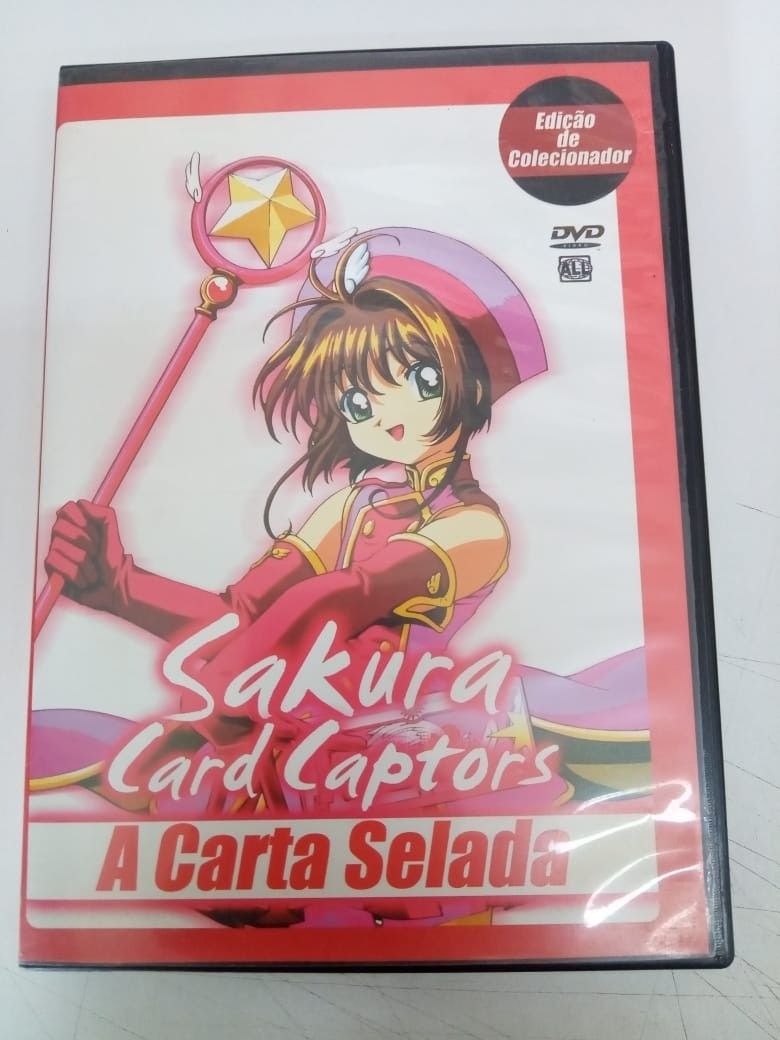 Edição
de
Colecionador
DVD
VIDEO
ALL
Sakura
Card Captors
A Carta Selada